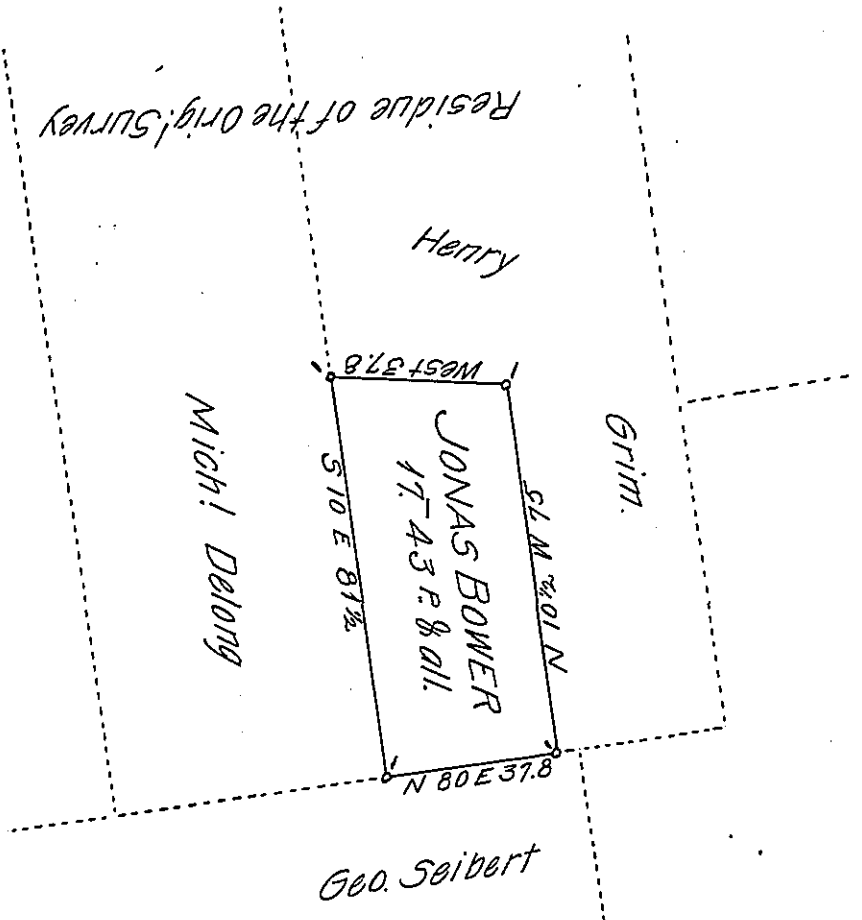 Residue of the Orig! Survey
Henry
Grim.
West 37.8
Mich! Delong
S 10 E 81½
JONAS BOWER
17. 43 P. & all.
N 10½ W 75
N 80 E 37.8
Geo. Seibert